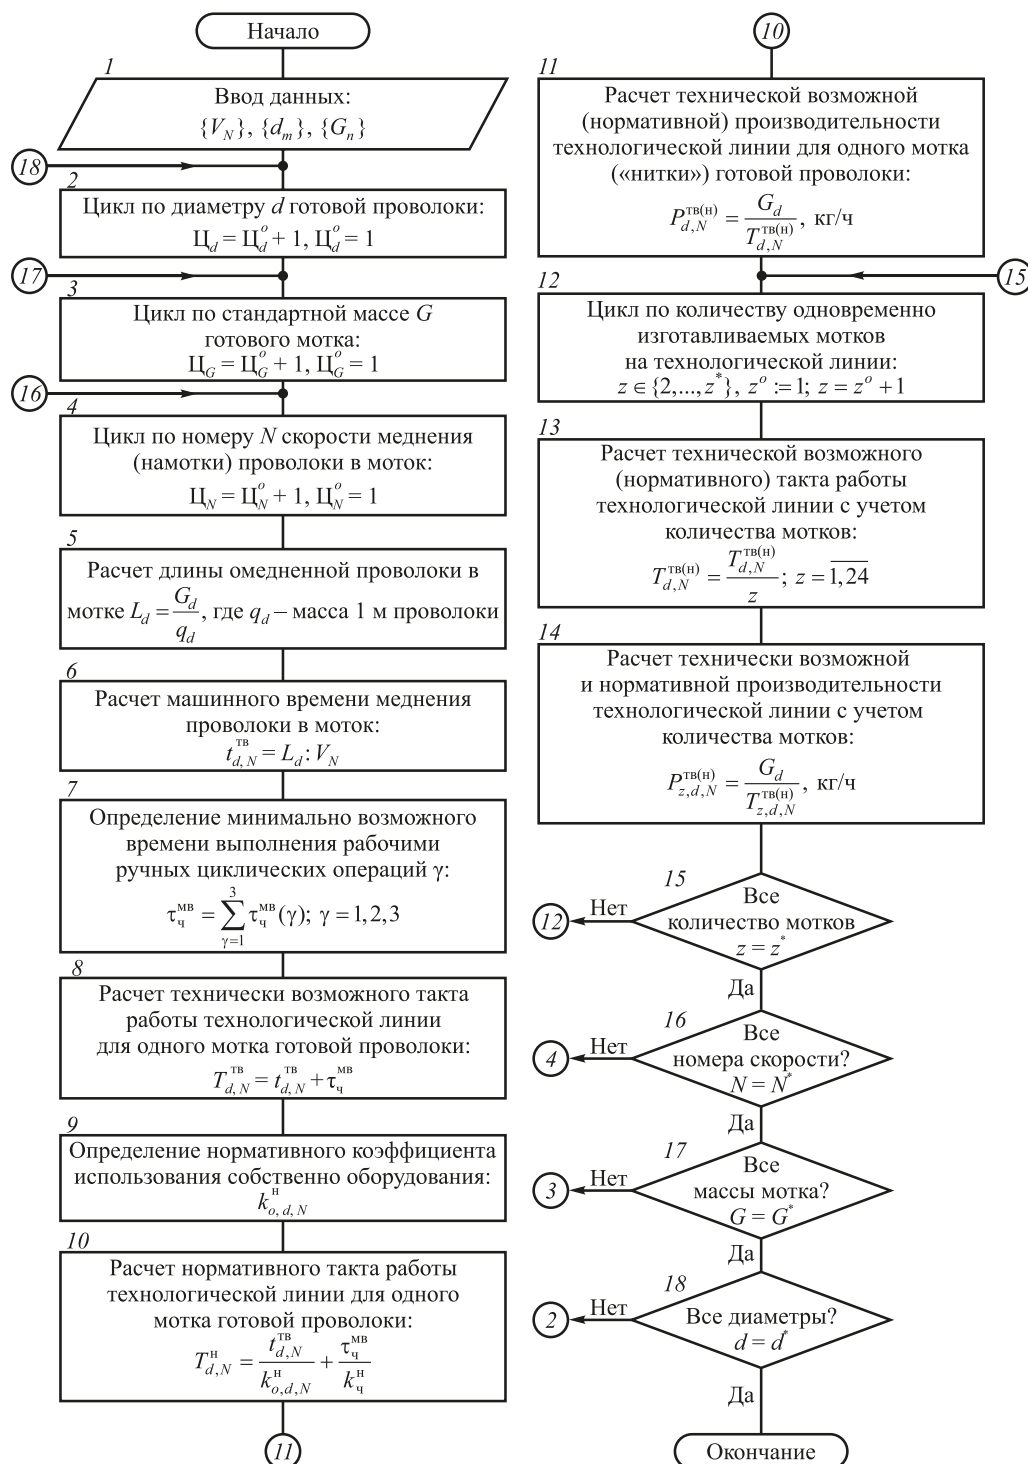 Начало
1
Ввод данных:
{V_N}, {d_m}, {G_n}
18
2
Цикл по диаметру d готовой проволоки:
Ц_d = Ц_d^o + 1, Ц_d^o = 1
17
3
Цикл по стандартной массе G
готового мотка:
Ц_G = Ц_G^o + 1, Ц_G^o = 1
16
4
Цикл по номеру N скорости меднения
(намотки) проволоки в моток:
Ц_N = Ц_N^o + 1, Ц_N^o = 1
5
Расчет длины омедненной проволоки в
мотке L_d = G_d / q_d, где q_d – масса 1 м проволоки
6
Расчет машинного времени меднения
проволоки в моток:
t_{d,N}^{тв} = L_d : V_N
7
Определение минимально возможного
времени выполнения рабочими
ручных циклических операций γ:
τ_ч^{мв} = ∑_{γ=1}^{3} τ_ч^{мв}(γ); γ = 1,2,3
8
Расчет технически возможного такта
работы технологической линии
для одного мотка готовой проволоки:
T_{d,N}^{тв} = t_{d,N}^{тв} + τ_ч^{мв}
9
Определение нормативного коэффициента
использования собственно оборудования:
k_{o,d,N}^{н}
10
Расчет нормативного такта работы
технологической линии для одного
мотка готовой проволоки:
T_{d,N}^{н} = t_{d,N}^{тв} / k_{o,d,N}^{н} + τ_ч^{мв} / k_ч^{н}
11
10
11
Расчет технической возможной
(нормативной) производительности
технологической линии для одного мотка
(«нитки») готовой проволоки:
P_{d,N}^{тв(н)} = G_d / T_{d,N}^{тв(н)}, кг/ч
15
12
Цикл по количеству одновременно
изготавливаемых мотков
на технологической линии:
z ∈ {2,...,z^*}, z^o := 1; z = z^o + 1
13
Расчет технической возможного
(нормативного) такта работы
технологической линии с учетом
количества мотков:
T_{d,N}^{тв(н)} = T_{d,N}^{тв(н)} / z; z = \overline{1,24}
14
Расчет технически возможной
и нормативной производительности
технологической линии с учетом
количества мотков:
P_{z,d,N}^{тв(н)} = G_d / T_{z,d,N}^{тв(н)}, кг/ч
15
Все
количество мотков
z = z^*
Нет
12
Да
16
Все
номера скорости?
N = N^*
Нет
4
Да
17
Все
массы мотка?
G = G^*
Нет
3
Да
18
Все диаметры?
d = d^*
Нет
2
Да
Окончание